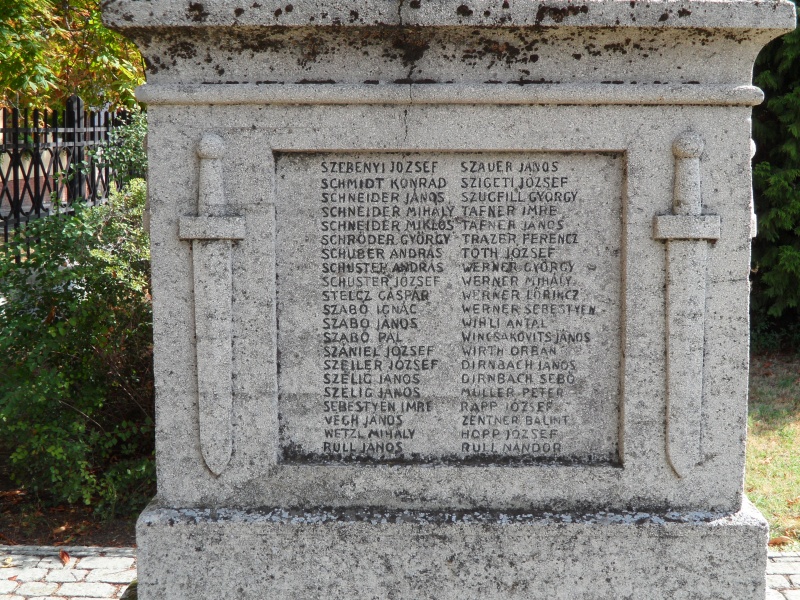 SZEBENYI JÓZSEF
SCHMIDT KONRÁD
SCHNEIDER JÁNOS
SCHNEIDER MIHÁLY
SCHNEIDER MIKLÓS
SCHRÖDER GYÖRGY
SCHUBER ANDRÁS
SCHUSTER ANDRÁS
SCHUSTER JÓZSEF
STELCZ GÁSPÁR
SZABÓ IGNÁC
SZABÓ JÁNOS
SZABÓ PÁL
SZÁNIEL JÓZSEF
SZEILER JÓZSEF
SZELIG JÁNOS
SZELIG JÁNOS
SEBESTYÉN IMRE
VÉGH JÁNOS
WETZL MIHÁLY
RULL JÁNOS
SZAUER JÁNOS
SZIGETI JÓZSEF
SZUGFILL GYÖRGY
TAFNER IMRE
TAFNER JÁNOS
TRAZER FERENCZ
TÓTH JÓZSEF
WERNER GYÖRGY
WERNER MIHÁLY
WERNER LŐRINCZ
WERNER SEBESTYÉN
WIHLI ANTAL
WINCSAKOVITS JÁNOS
WIRTH ORBÁN
DIRNBACH JÁNOS
DIRNBACH SEBŐ
MÜLLER PÉTER
RAPP JÓZSEF
ZENTNER BÁLINT
HOPP JÓZSEF
RULL NÁNDOR